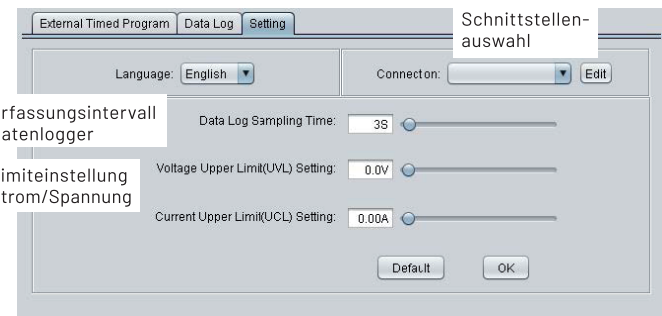 External Timed Program Data Log Setting
Schnittstellen-
auswahl
Language: English
Connecton: Edit
rfassungsintervall
atenlogger
Data Log Sampling Time: 3S
imiteinstellung
trom/Spannung
Voltage Upper Limit(UVL) Setting: 0.0V
Current Upper Limit(UCL) Setting: 0.00A
Default OK